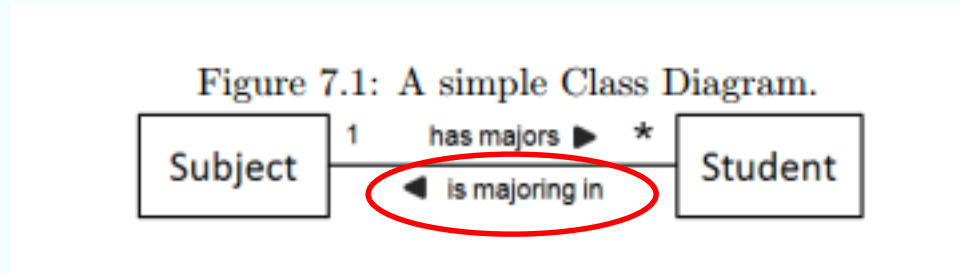 Figure 7.1: A simple Class Diagram.
1 has majors ▶ *
Subject Student
◀ is majoring in